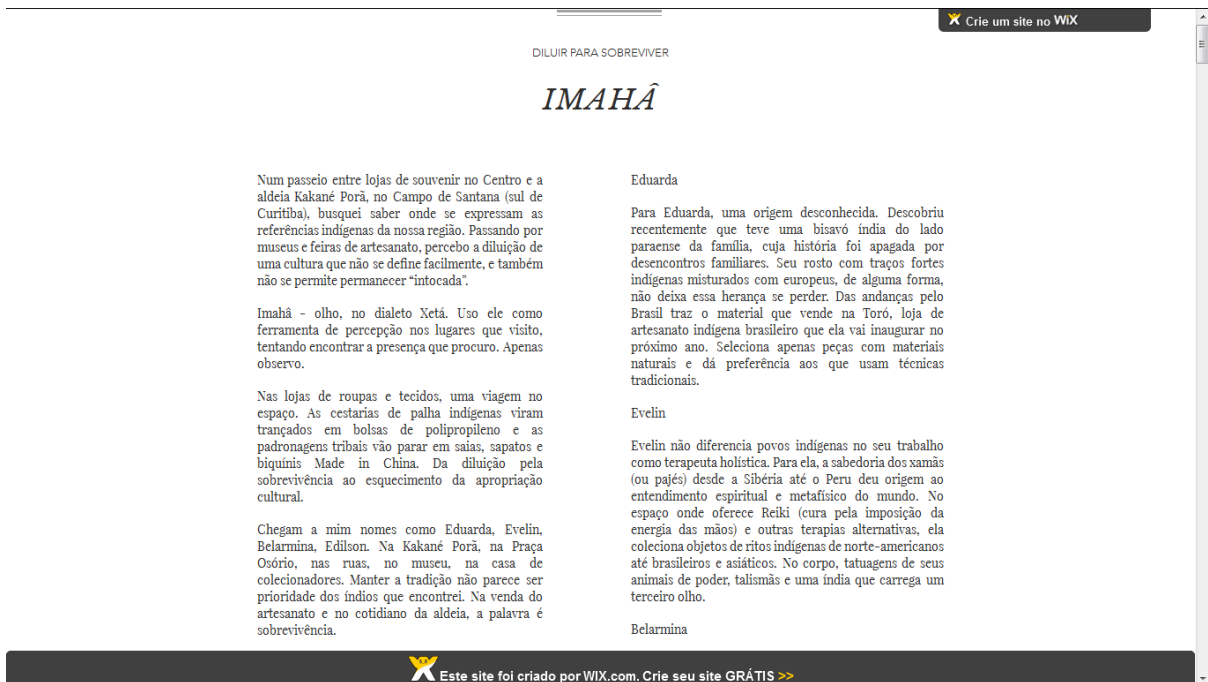 Crie um site no WiX
DILUIR PARA SOBREVIVER
IMAHÂ
Num passeio entre lojas de souvenir no Centro e a
aldeia Kakané Porã, no Campo de Santana (sul de
Curitiba), busquei saber onde se expressam as
referências indígenas da nossa região. Passando por
museus e feiras de artesanato, percebo a diluição de
uma cultura que não se define facilmente, e também
não se permite permanecer “intocada”.
Imahâ - olho, no dialeto Xetá. Uso ele como
ferramenta de percepção nos lugares que visito,
tentando encontrar a presença que procuro. Apenas
observo.
Nas lojas de roupas e tecidos, uma viagem no
espaço. As cestarias de palha indígenas viram
trançados em bolsas de polipropileno e as
padronagens tribais vão parar em saias, sapatos e
biquínis Made in China. Da diluição pela
sobrevivência ao esquecimento da apropriação
cultural.
Chegam a mim nomes como Eduarda, Evelin,
Belarmina, Edilson. Na Kakané Porã, na Praça
Osório, nas ruas, no museu, na casa de
colecionadores. Manter a tradição não parece ser
prioridade dos índios que encontrei. Na venda do
artesanato e no cotidiano da aldeia, a palavra é
sobrevivência.
Eduarda
Para Eduarda, uma origem desconhecida. Descobriu
recentemente que teve uma bisavó índia do lado
paraense da família, cuja história foi apagada por
desencontros familiares. Seu rosto com traços fortes
indígenas misturados com europeus, de alguma forma,
não deixa essa herança se perder. Das andanças pelo
Brasil traz o material que vende na Toró, loja de
artesanato indígena brasileiro que ela vai inaugurar no
próximo ano. Seleciona apenas peças com materiais
naturais e dá preferência aos que usam técnicas
tradicionais.
Evelin
Evelin não diferencia povos indígenas no seu trabalho
como terapeuta holística. Para ela, a sabedoria dos xamãs
(ou pajés) desde a Sibéria até o Peru deu origem ao
entendimento espiritual e metafísico do mundo. No
espaço onde oferece Reiki (cura pela imposição da
energia das mãos) e outras terapias alternativas, ela
coleciona objetos de ritos indígenas de norte-americanos
até brasileiros e asiáticos. No corpo, tatuagens de seus
animais de poder, talismãs e uma índia que carrega um
terceiro olho.
Belarmina
Este site foi criado por WIX.com. Crie seu site GRÁTIS >>